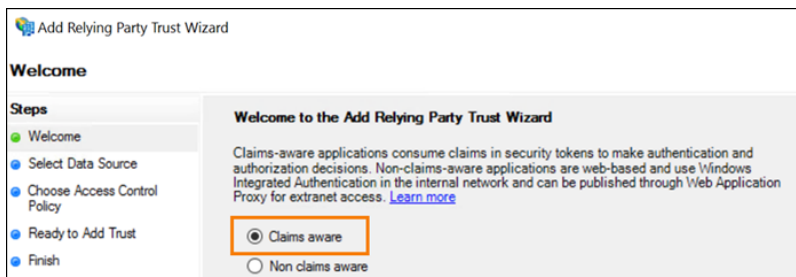 Add Relying Party Trust Wizard
Welcome
Steps
Welcome
Select Data Source
Choose Access Control
Policy
Ready to Add Trust
Finish
Welcome to the Add Relying Party Trust Wizard
Claims-aware applications consume claims in security tokens to make authentication and
authorization decisions. Non-claims-aware applications are web-based and use Windows
Integrated Authentication in the internal network and can be published through Web Application
Proxy for extranet access. Learn more
Claims aware
Non claims aware